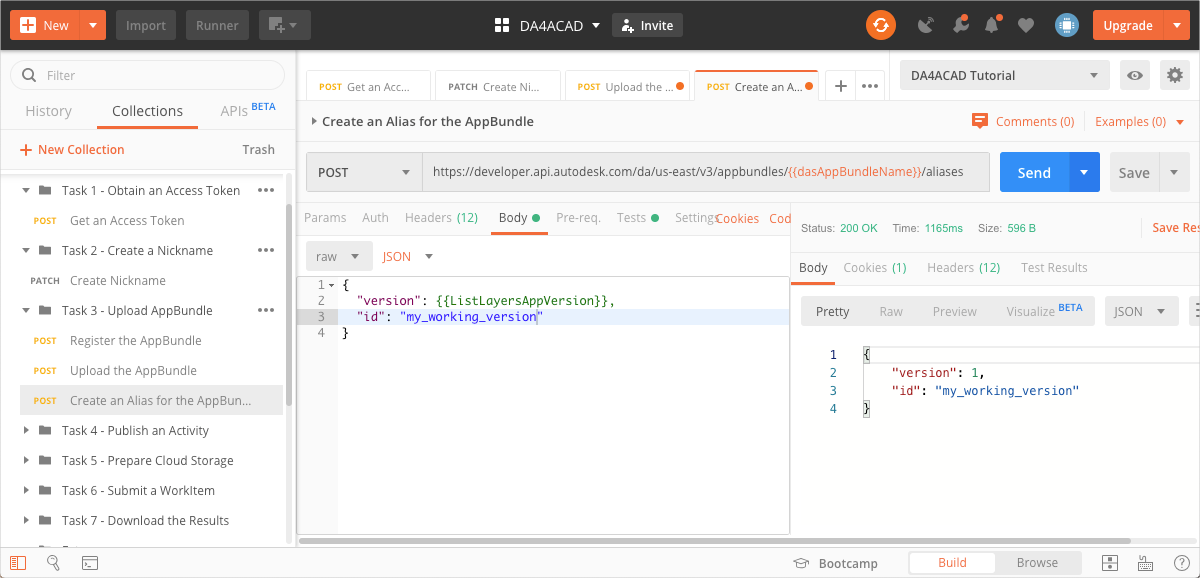 New
Import
Runner
DA4ACAD
Invite
Upgrade
Filter
History
Collections
APIs BETA
New Collection
Trash
Task 1 - Obtain an Access Token
POST Get an Access Token
Task 2 - Create a Nickname
PATCH Create Nickname
Task 3 - Upload AppBundle
POST Register the AppBundle
POST Upload the AppBundle
POST Create an Alias for the AppBun...
Task 4 - Publish an Activity
Task 5 - Prepare Cloud Storage
Task 6 - Submit a WorkItem
Task 7 - Download the Results
POST Get an Acc...
PATCH Create Ni...
POST Upload the ...
POST Create an A...
DA4ACAD Tutorial
Create an Alias for the AppBundle
Comments (0)
Examples (0)
POST
https://developer.api.autodesk.com/da/us-east/v3/appbundles/{{dasAppBundleName}}/aliases
Send
Save
Params
Auth
Headers (12)
Body
Pre-req.
Tests
Settings
Cookies
Cod
raw
JSON
1 {
2 "version": {{ListLayersAppVersion}},
3 "id": "my_working_version"
4 }
Status: 200 OK
Time: 1165ms
Size: 596 B
Save Res
Body
Cookies (1)
Headers (12)
Test Results
Pretty
Raw
Preview
Visualize BETA
JSON
1 {
2 "version": 1,
3 "id": "my_working_version"
4 }
Bootcamp
Build
Browse